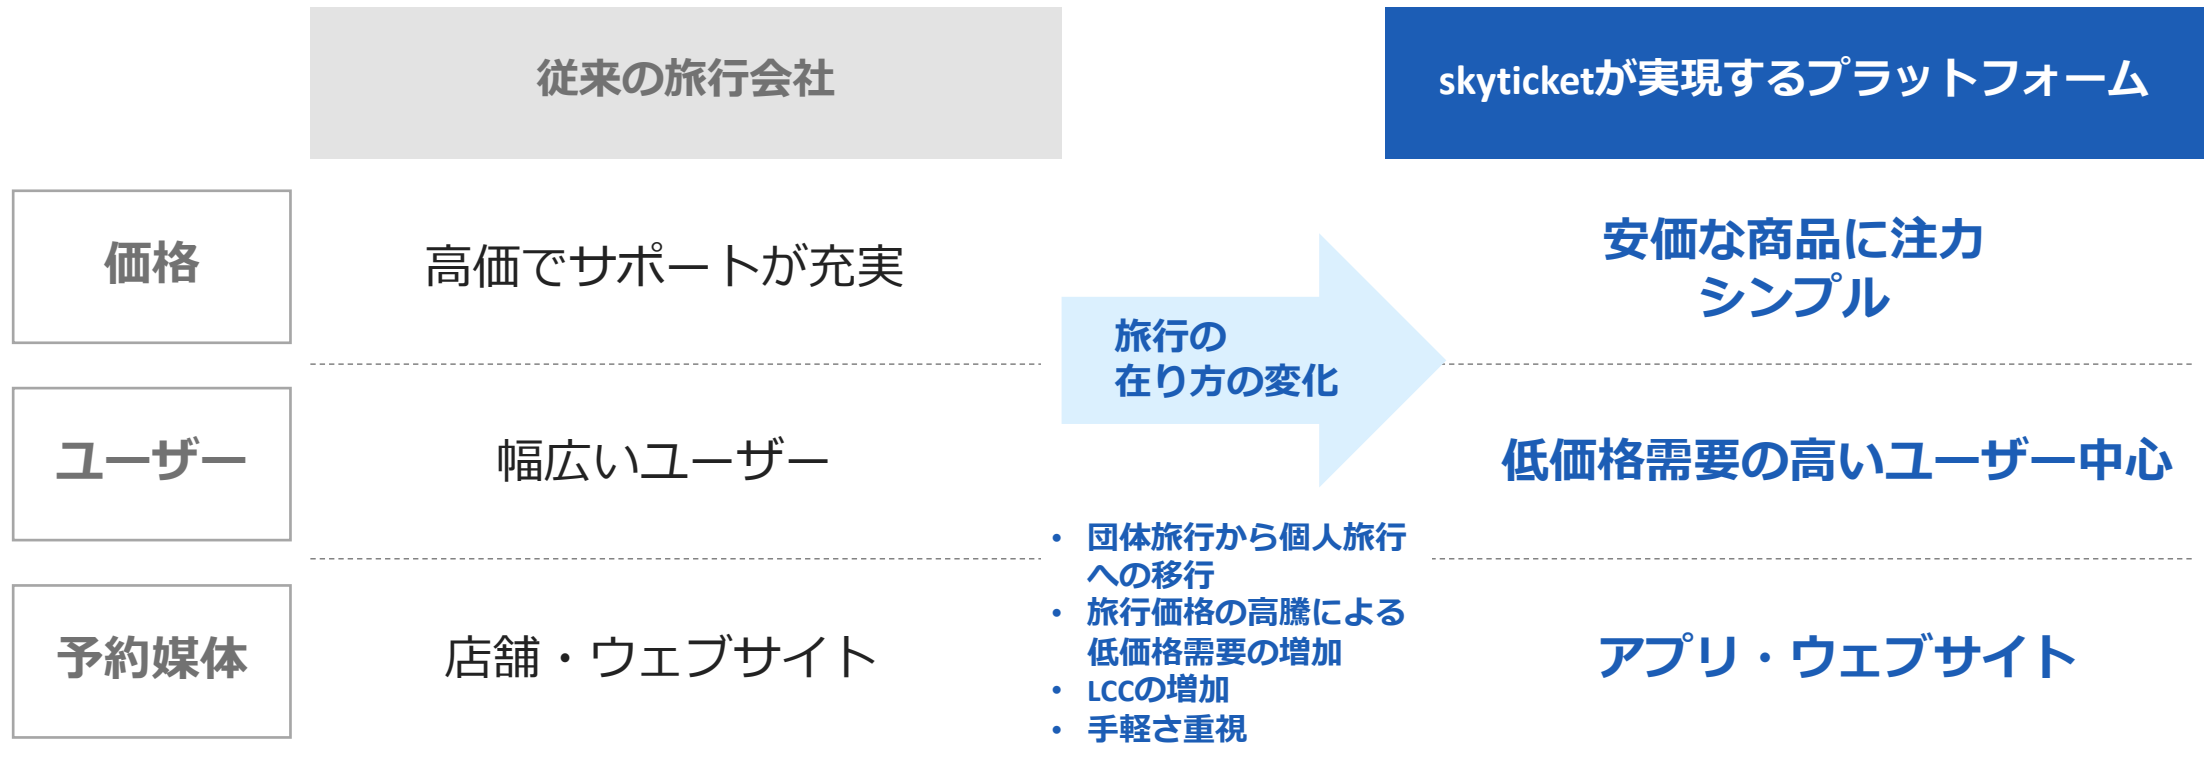 従来の旅行会社
skyticketが実現するプラットフォーム
価格
高価でサポートが充実
安価な商品に注力
シンプル
旅行の
在り方の変化
ユーザー
幅広いユーザー
低価格需要の高いユーザー中心
• 団体旅行から個人旅行
への移行
• 旅行価格の高騰による
低価格需要の増加
• LCCの増加
• 手軽さ重視
予約媒体
店舗・ウェブサイト
アプリ・ウェブサイト